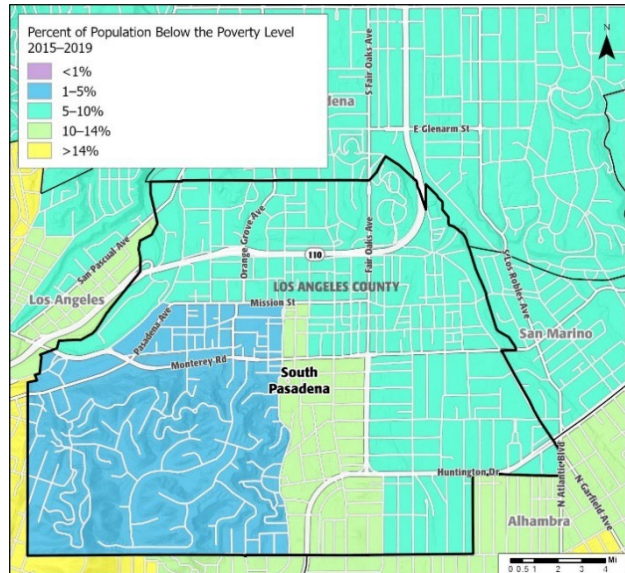 Percent of Population Below the Poverty Level
2015–2019
<1%
1–5%
5–10%
10–14%
>14%
N
S Fair Oaks Ave
dena
E Glenarm St
Orange Grove Ave
San Pascual Ave
110
Fair Oaks Ave
S Los Robles Ave
Los Angeles
LOS ANGELES COUNTY
Mission St
Pasadena Ave
San Marino
Monterey Rd
South
Pasadena
Huntington Dr
N Atlantic Blvd
N Garfield Ave
Alhambra
Mi
0 0.5 1 2 3 4